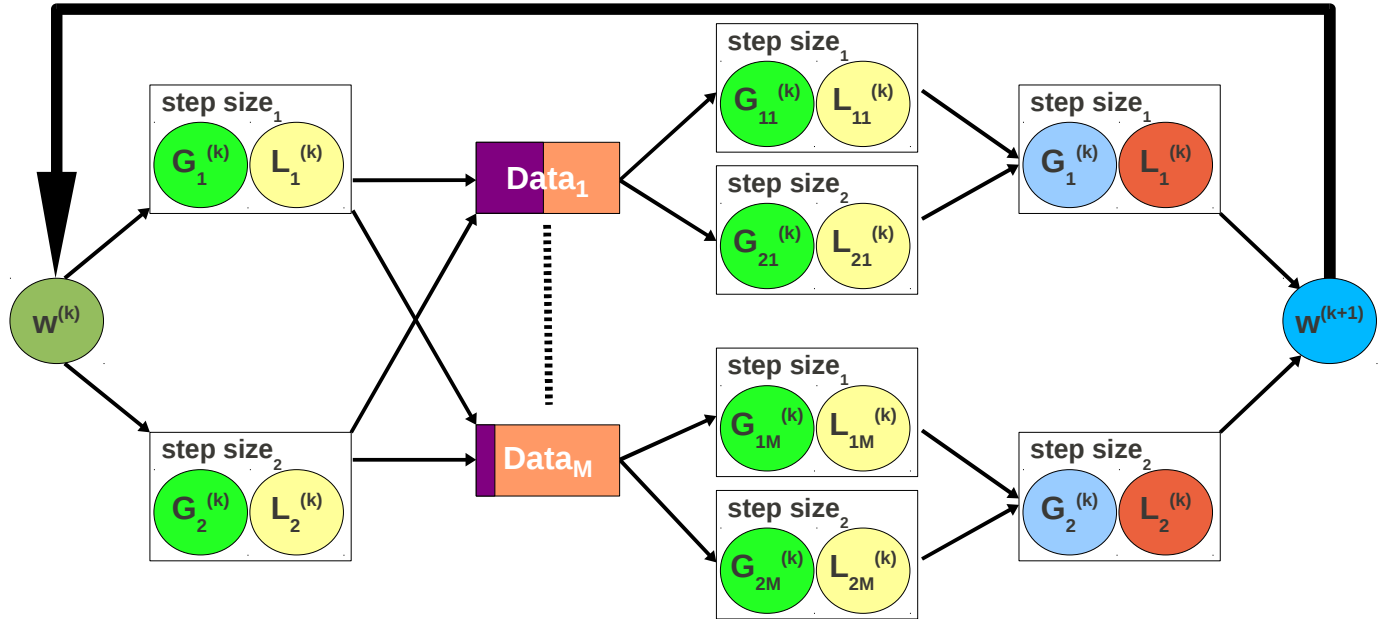 w(k)
step size1
G1(k) L1(k)
step size2
G2(k) L2(k)
Data1
DataM
step size1
G11(k) L11(k)
step size2
G21(k) L21(k)
step size1
G1M(k) L1M(k)
step size2
G2M(k) L2M(k)
step size1
G1(k) L1(k)
step size2
G2(k) L2(k)
w(k+1)